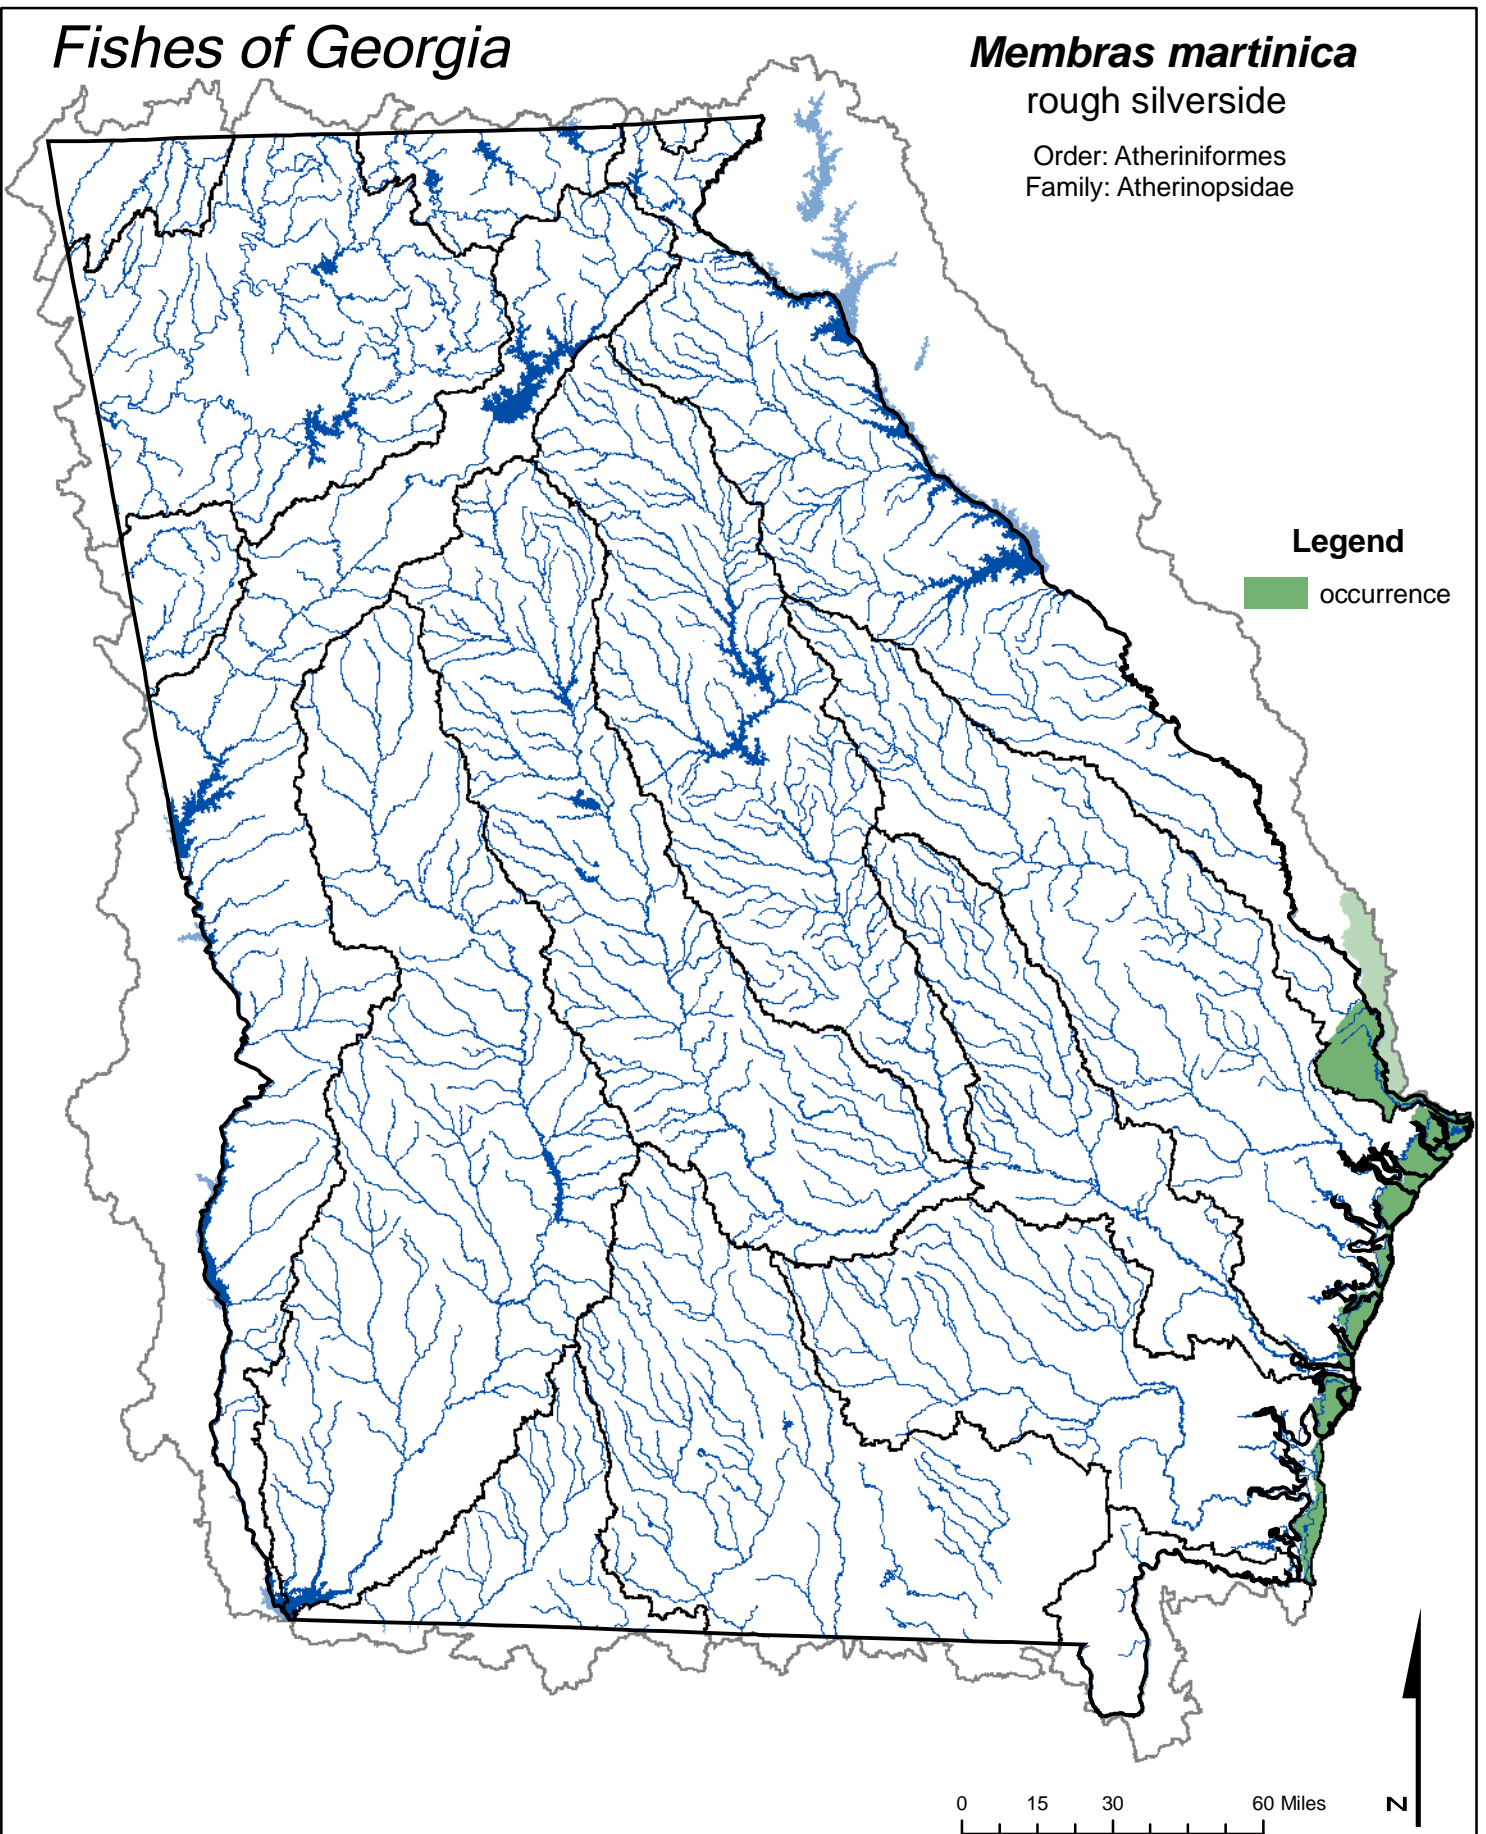 Fishes of Georgia
Membras martinica
rough silverside
Order: Atheriniformes
Family: Atherinopsidae
Legend
occurrence
0 15 30 60 Miles
N